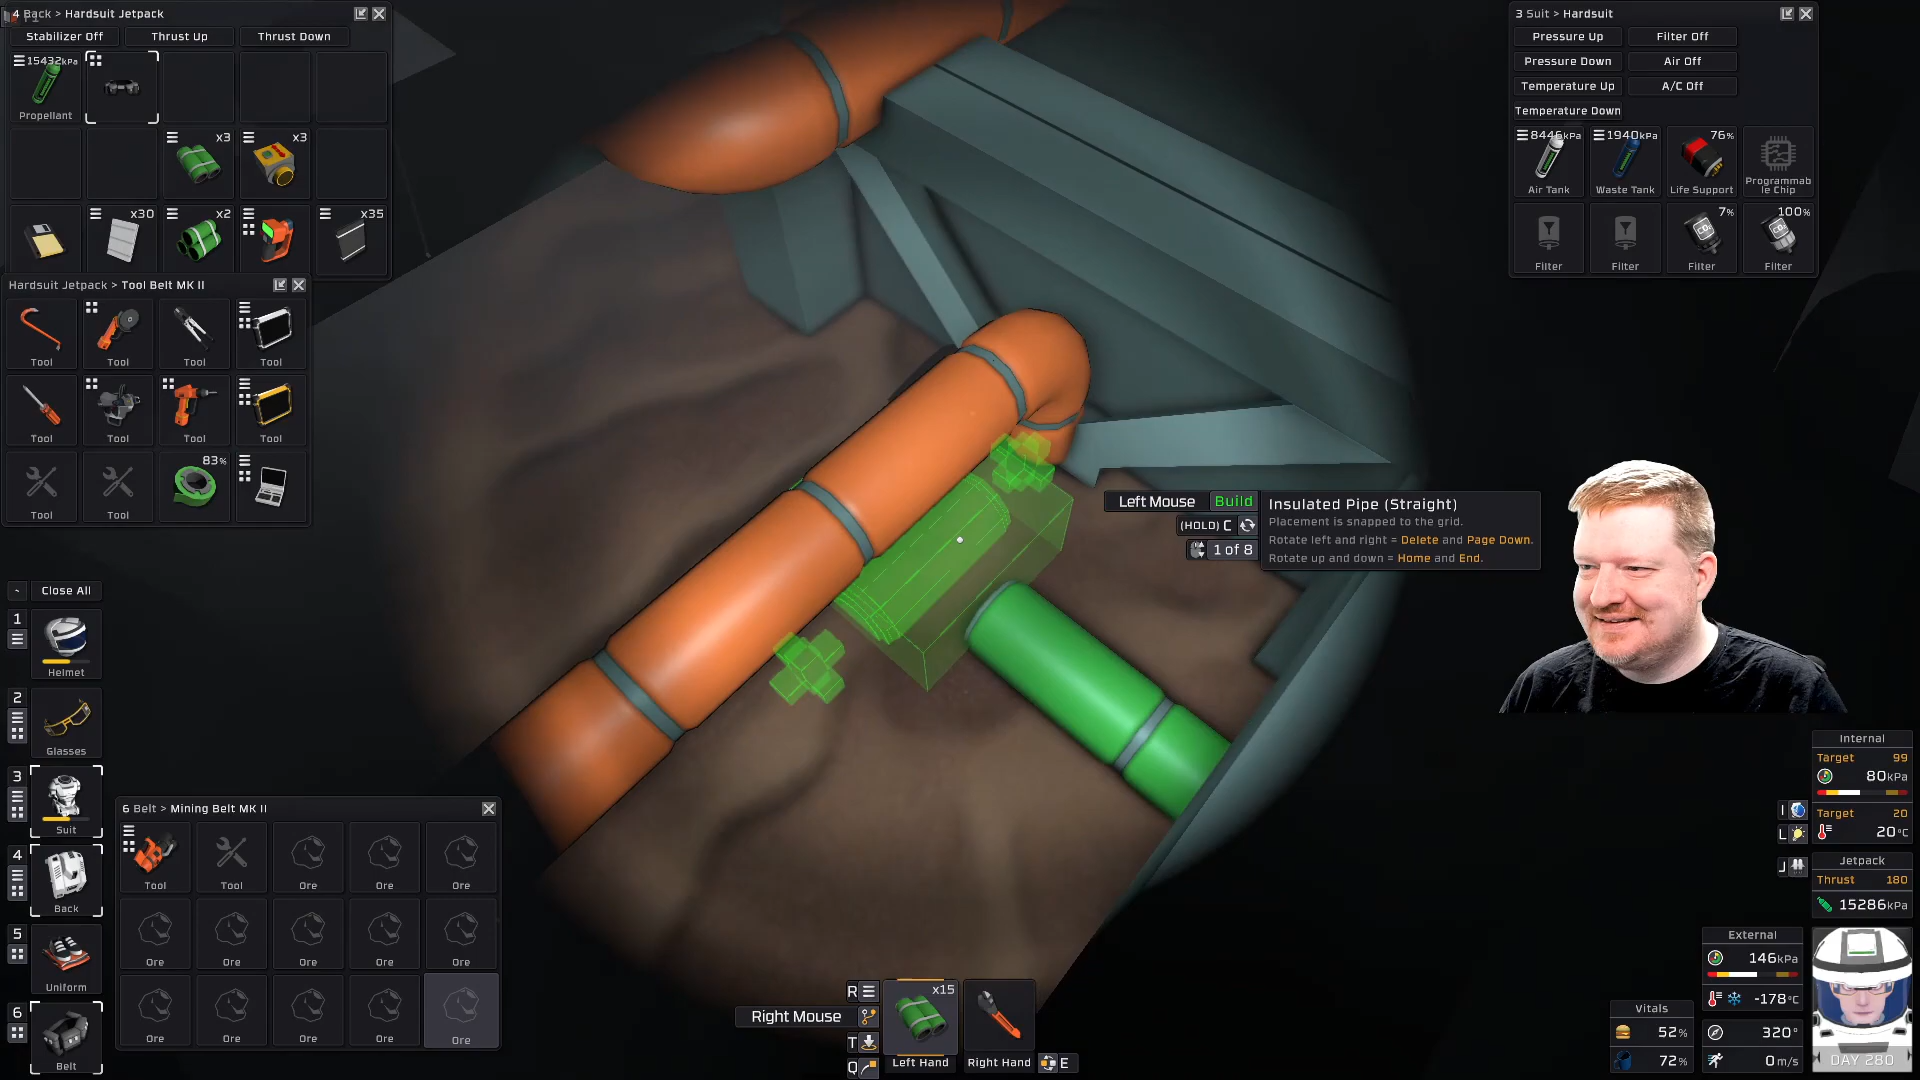 4 Back > Hardsuit Jetpack
Stabilizer Off Thrust Up Thrust Down
15432kPa
Propellant
x3 x3
x30 x2 x35
Hardsuit Jetpack > Tool Belt MK II
Tool Tool Tool Tool
Tool Tool Tool Tool
83%
Tool Tool
3 Suit > Hardsuit
Pressure Up Filter Off
Pressure Down Air Off
Temperature Up A/C Off
Temperature Down
8446kPa 1940kPa 76%
Air Tank Waste Tank Life Support Programmab
le Chip
7% 100%
Filter Filter Filter Filter
Left Mouse Build
(HOLD) C
1 of 8
Insulated Pipe (Straight)
Placement is snapped to the grid.
Rotate left and right = Delete and Page Down.
Rotate up and down = Home and End.
~ Close All
1 Helmet
2 Glasses
3 Suit
4 Back
5 Uniform
6 Belt
6 Belt > Mining Belt MK II
Tool Tool Ore Ore Ore
Ore Ore Ore Ore Ore
Ore Ore Ore Ore Ore
R x15
Right Mouse
T
Q Left Hand Right Hand E
Internal
Target 99
80kPa
I Target 20
L 20°C
Jetpack
J Thrust 180
15286kPa
External
146kPa
-178°C
Vitals
52% 320°
72% 0m/s
DAY 280